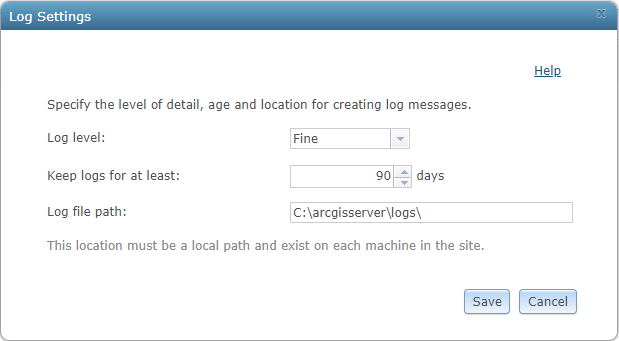 Log Settings x
Help
Specify the level of detail, age and location for creating log messages.
Log level: Fine
Keep logs for at least: 90 days
Log file path: C:\arcgisserver\logs\
This location must be a local path and exist on each machine in the site.
Save Cancel